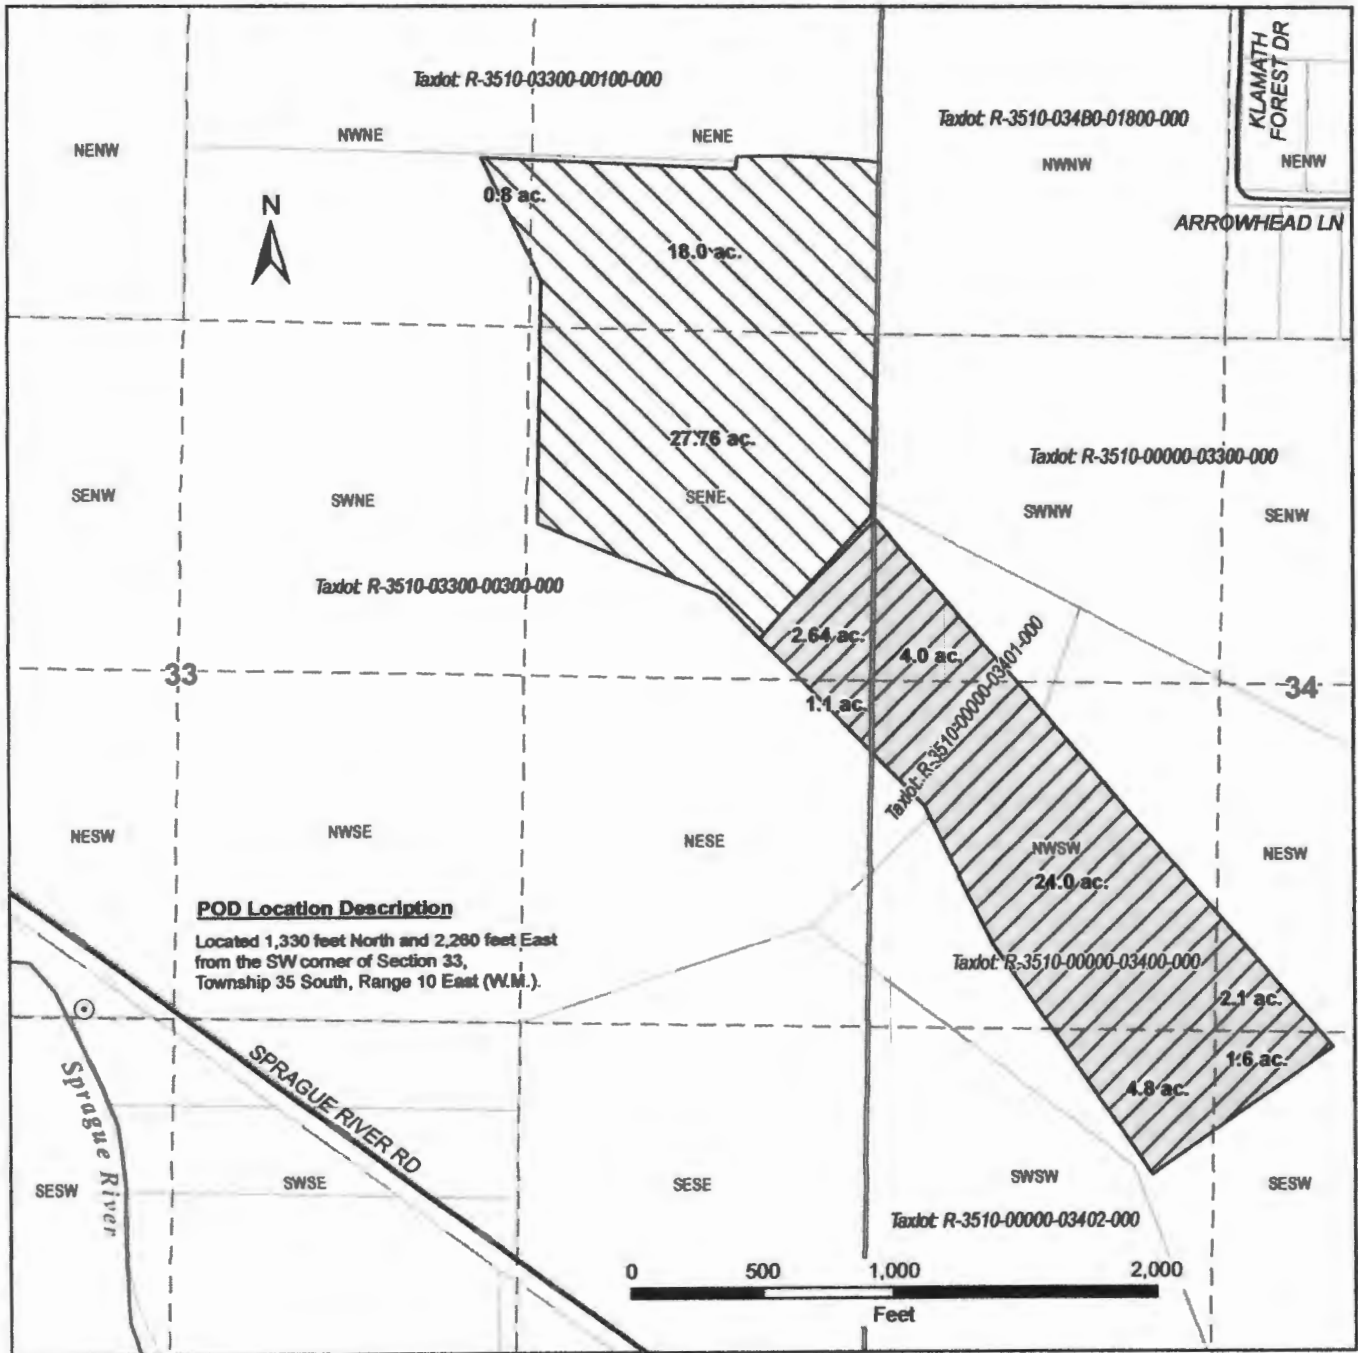 Taxlot: R-3510-03300-00100-000
KLAMATH
FOREST DR
Taxlot: R-3510-034B0-01800-000
NENW
NWNE
NENE
NWNW
NENW
N
0.8 ac.
ARROWHEAD LN
18.0 ac.
27.76 ac.
Taxlot: R-3510-00000-03300-000
SENW
SWNE
SENE
SWNW
SENW
Taxlot: R-3510-03300-00300-000
2.64 ac.
4.0 ac.
33
34
1.1 ac.
Taxlot: R-3510-00000-03401-000
NESW
NWSE
NESE
NWSW
NESW
24.0 ac.
POD Location Description
Located 1,330 feet North and 2,260 feet East
from the SW corner of Section 33,
Township 35 South, Range 10 East (W.M.).
Taxlot: R-3510-00000-03400-000
2.1 ac.
1.6 ac.
4.8 ac.
Sprague River
SPRAGUE RIVER RD
SESW
SWSE
SESE
SWSW
SESW
Taxlot: R-3510-00000-03402-000
0 500 1,000 2,000
Feet